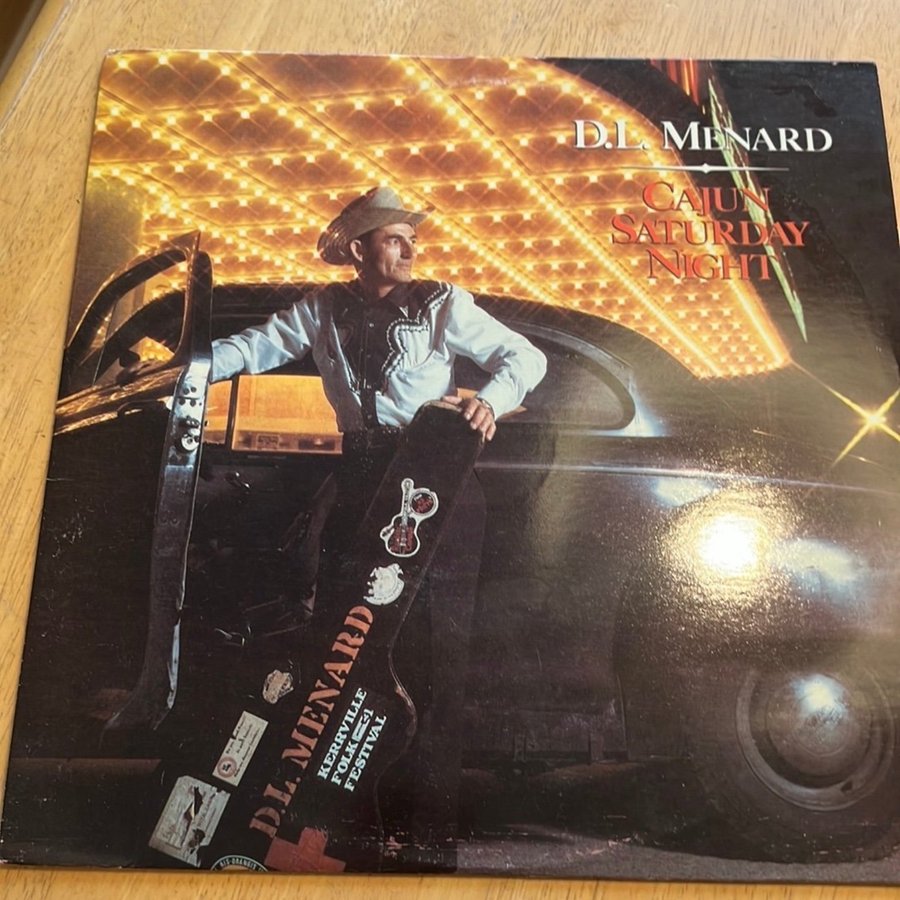 D.L. MENARD
CAJUN
SATURDAY
NIGHT
D.L. MENARD
KERRVILLE
FOLK
FESTIVAL